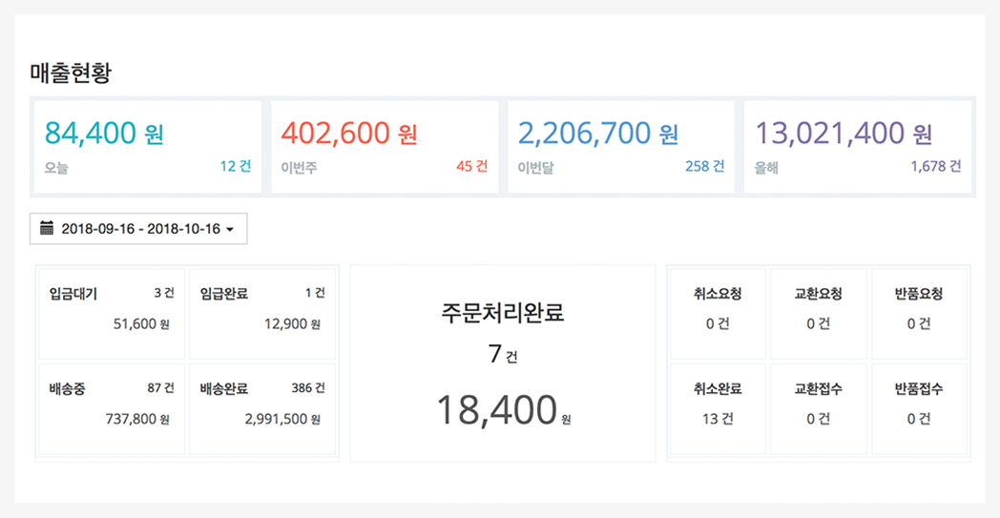 매출현황
84,400 원
오늘 12 건
402,600 원
이번주 45 건
2,206,700 원
이번달 258 건
13,021,400 원
올해 1,678 건
2018-09-16 - 2018-10-16
입금대기 3 건
51,600 원
임급완료 1 건
12,900 원
배송중 87 건
737,800 원
배송완료 386 건
2,991,500 원
주문처리완료
7 건
18,400 원
취소요청
0 건
교환요청
0 건
반품요청
0 건
취소완료
13 건
교환접수
0 건
반품접수
0 건